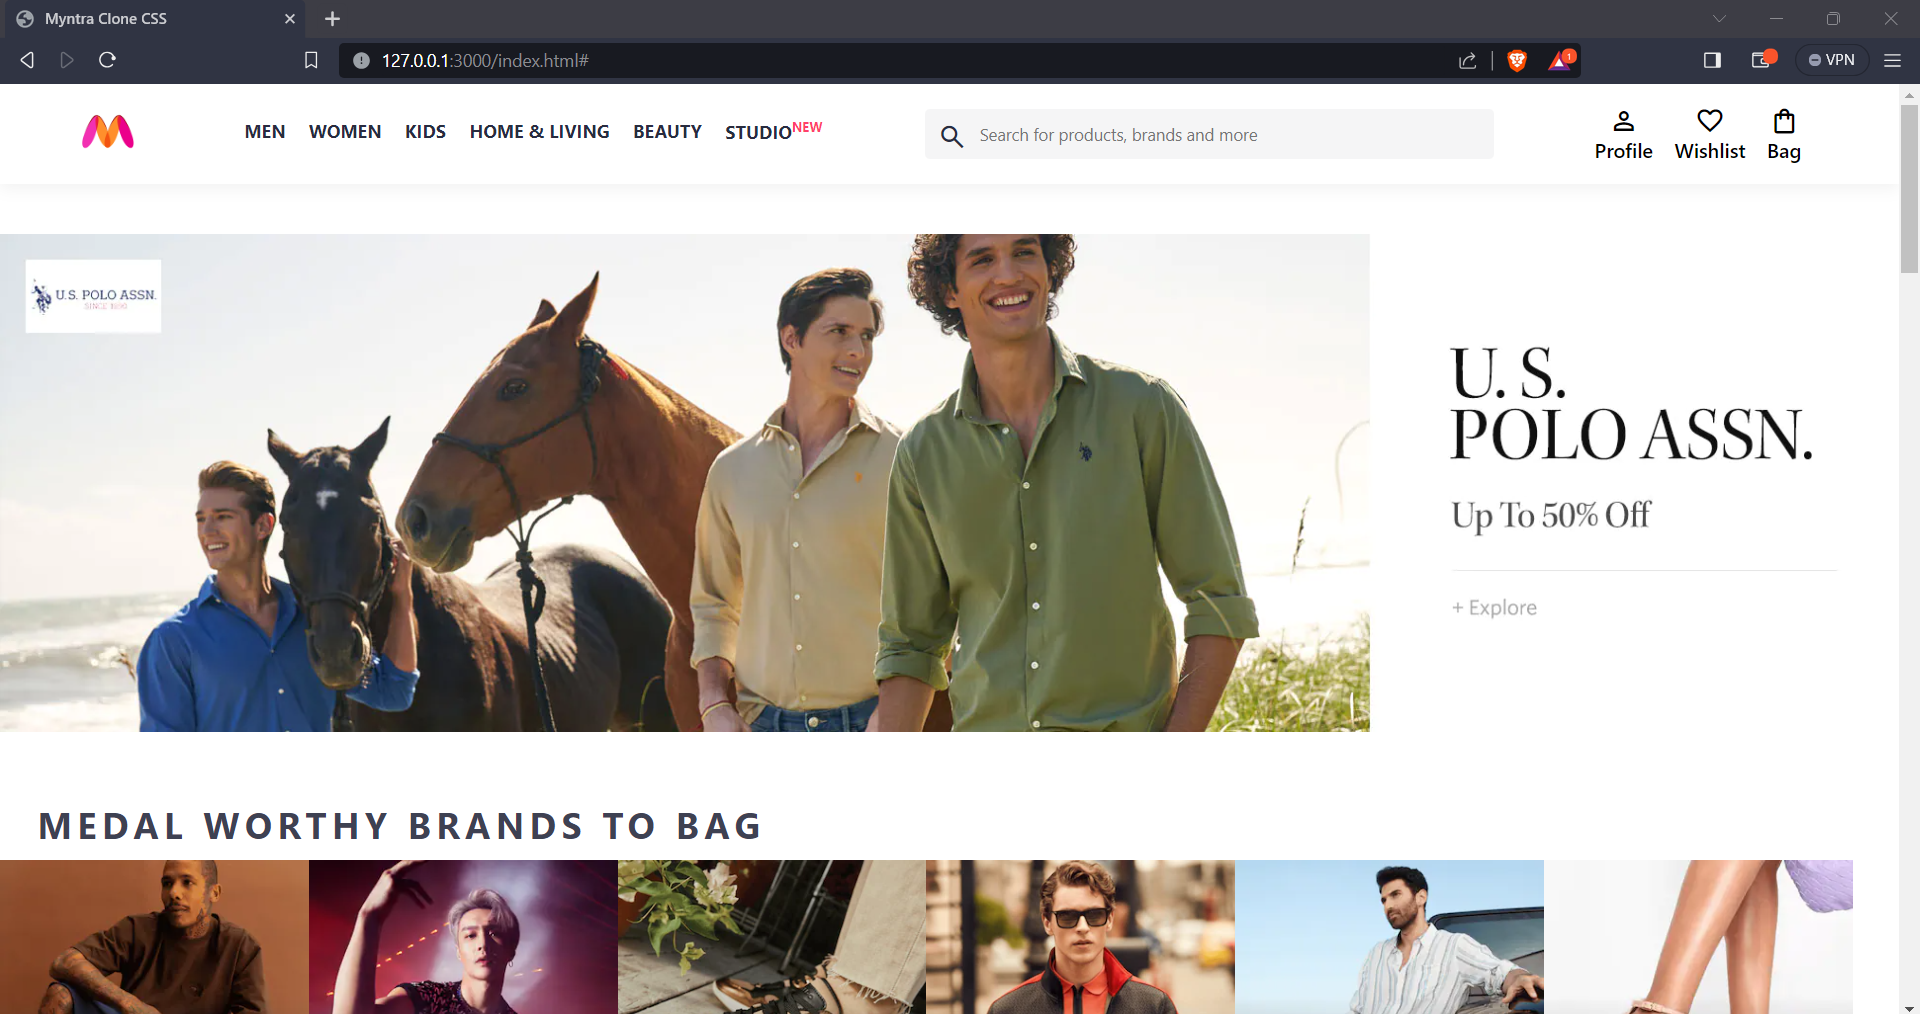 Myntra Clone CSS
127.0.0.1:3000/index.html#
1
VPN
MEN WOMEN KIDS HOME & LIVING BEAUTY STUDIO NEW
Search for products, brands and more
Profile Wishlist Bag
U.S. POLO ASSN.
SINCE 1890
U. S.
POLO ASSN.
Up To 50% Off
+ Explore
MEDAL WORTHY BRANDS TO BAG